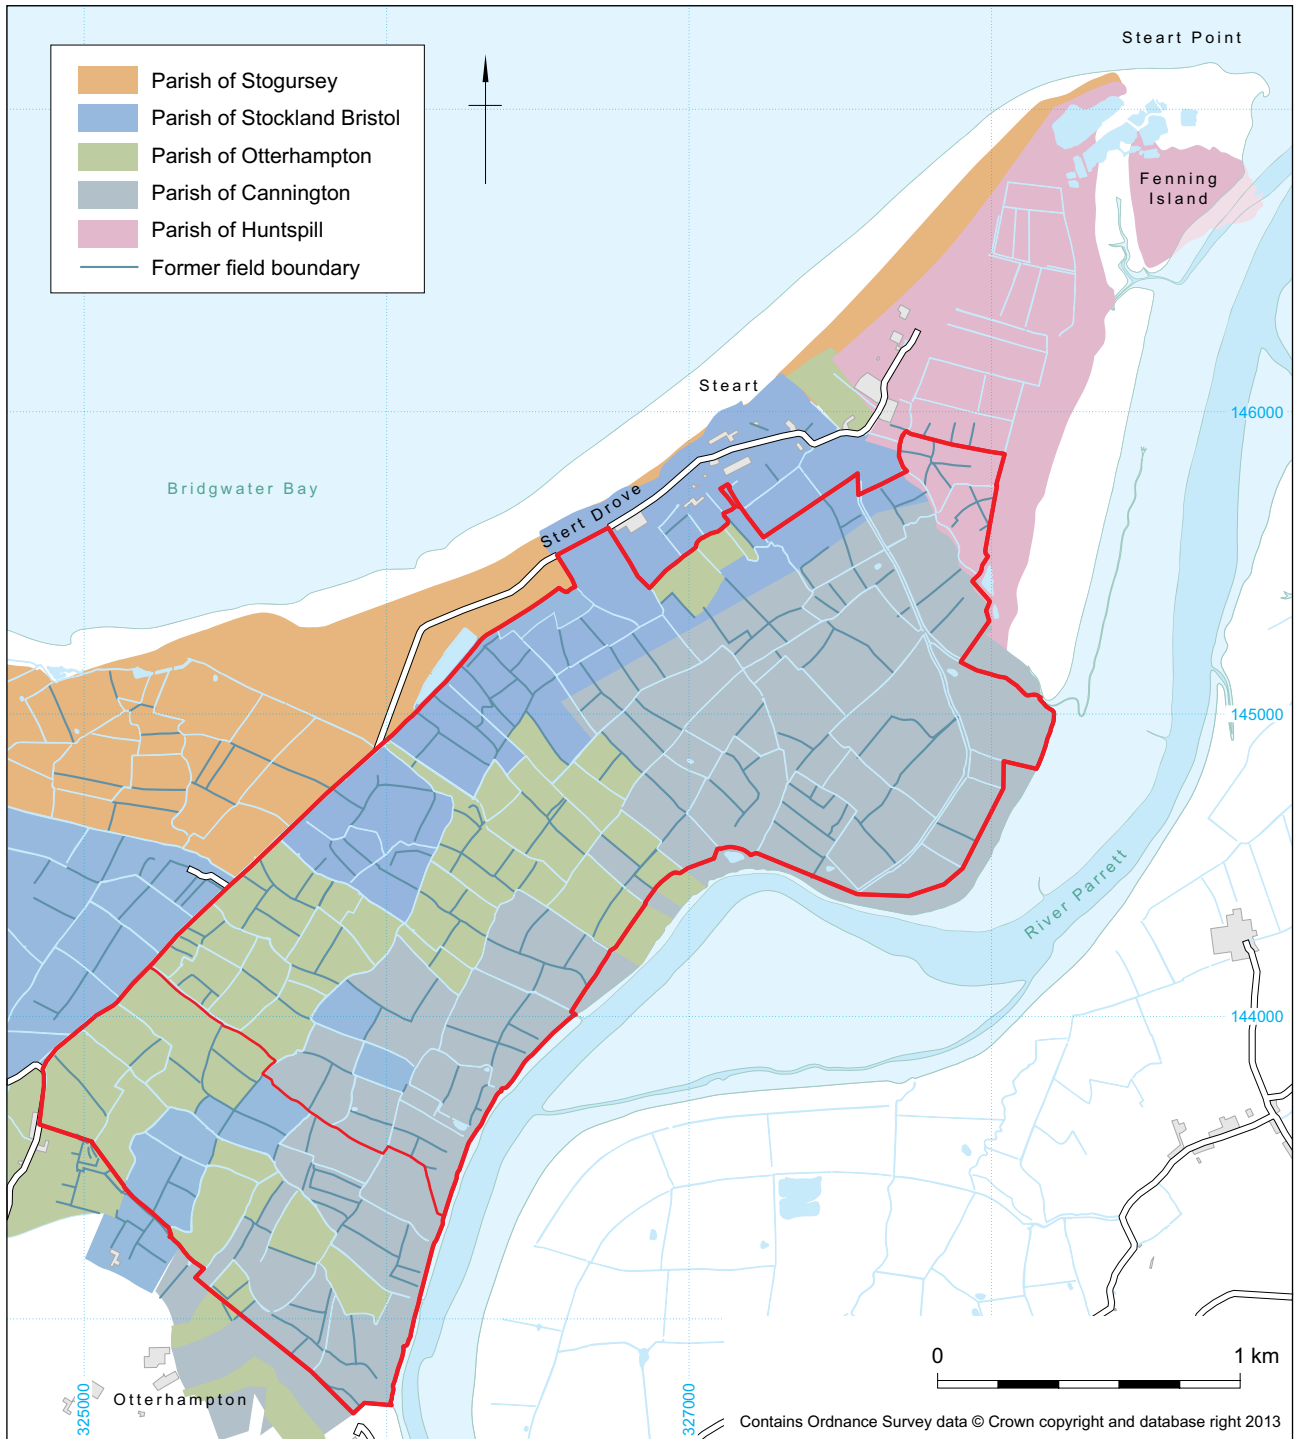 Steart Point
Parish of Stogursey
Parish of Stockland Bristol
Parish of Otterhampton
Parish of Cannington
Parish of Huntspill
Former field boundary
Fenning
Island
Steart
146000
Bridgwater Bay
Stert Drove
145000
River Parrett
144000
0
1 km
325000
327000
Otterhampton
Contains Ordnance Survey data © Crown copyright and database right 2013